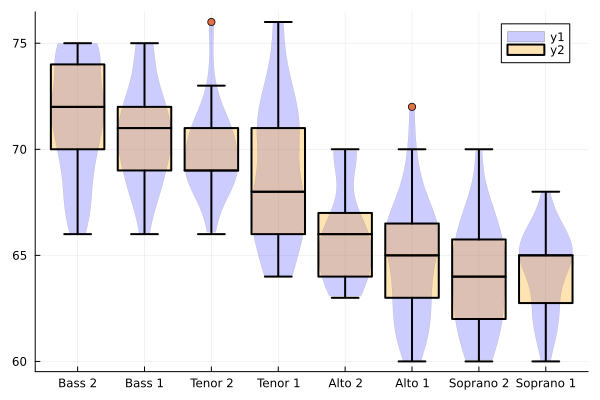 75
70
65
60
y1
y2
Bass 2 Bass 1 Tenor 2 Tenor 1 Alto 2 Alto 1 Soprano 2 Soprano 1